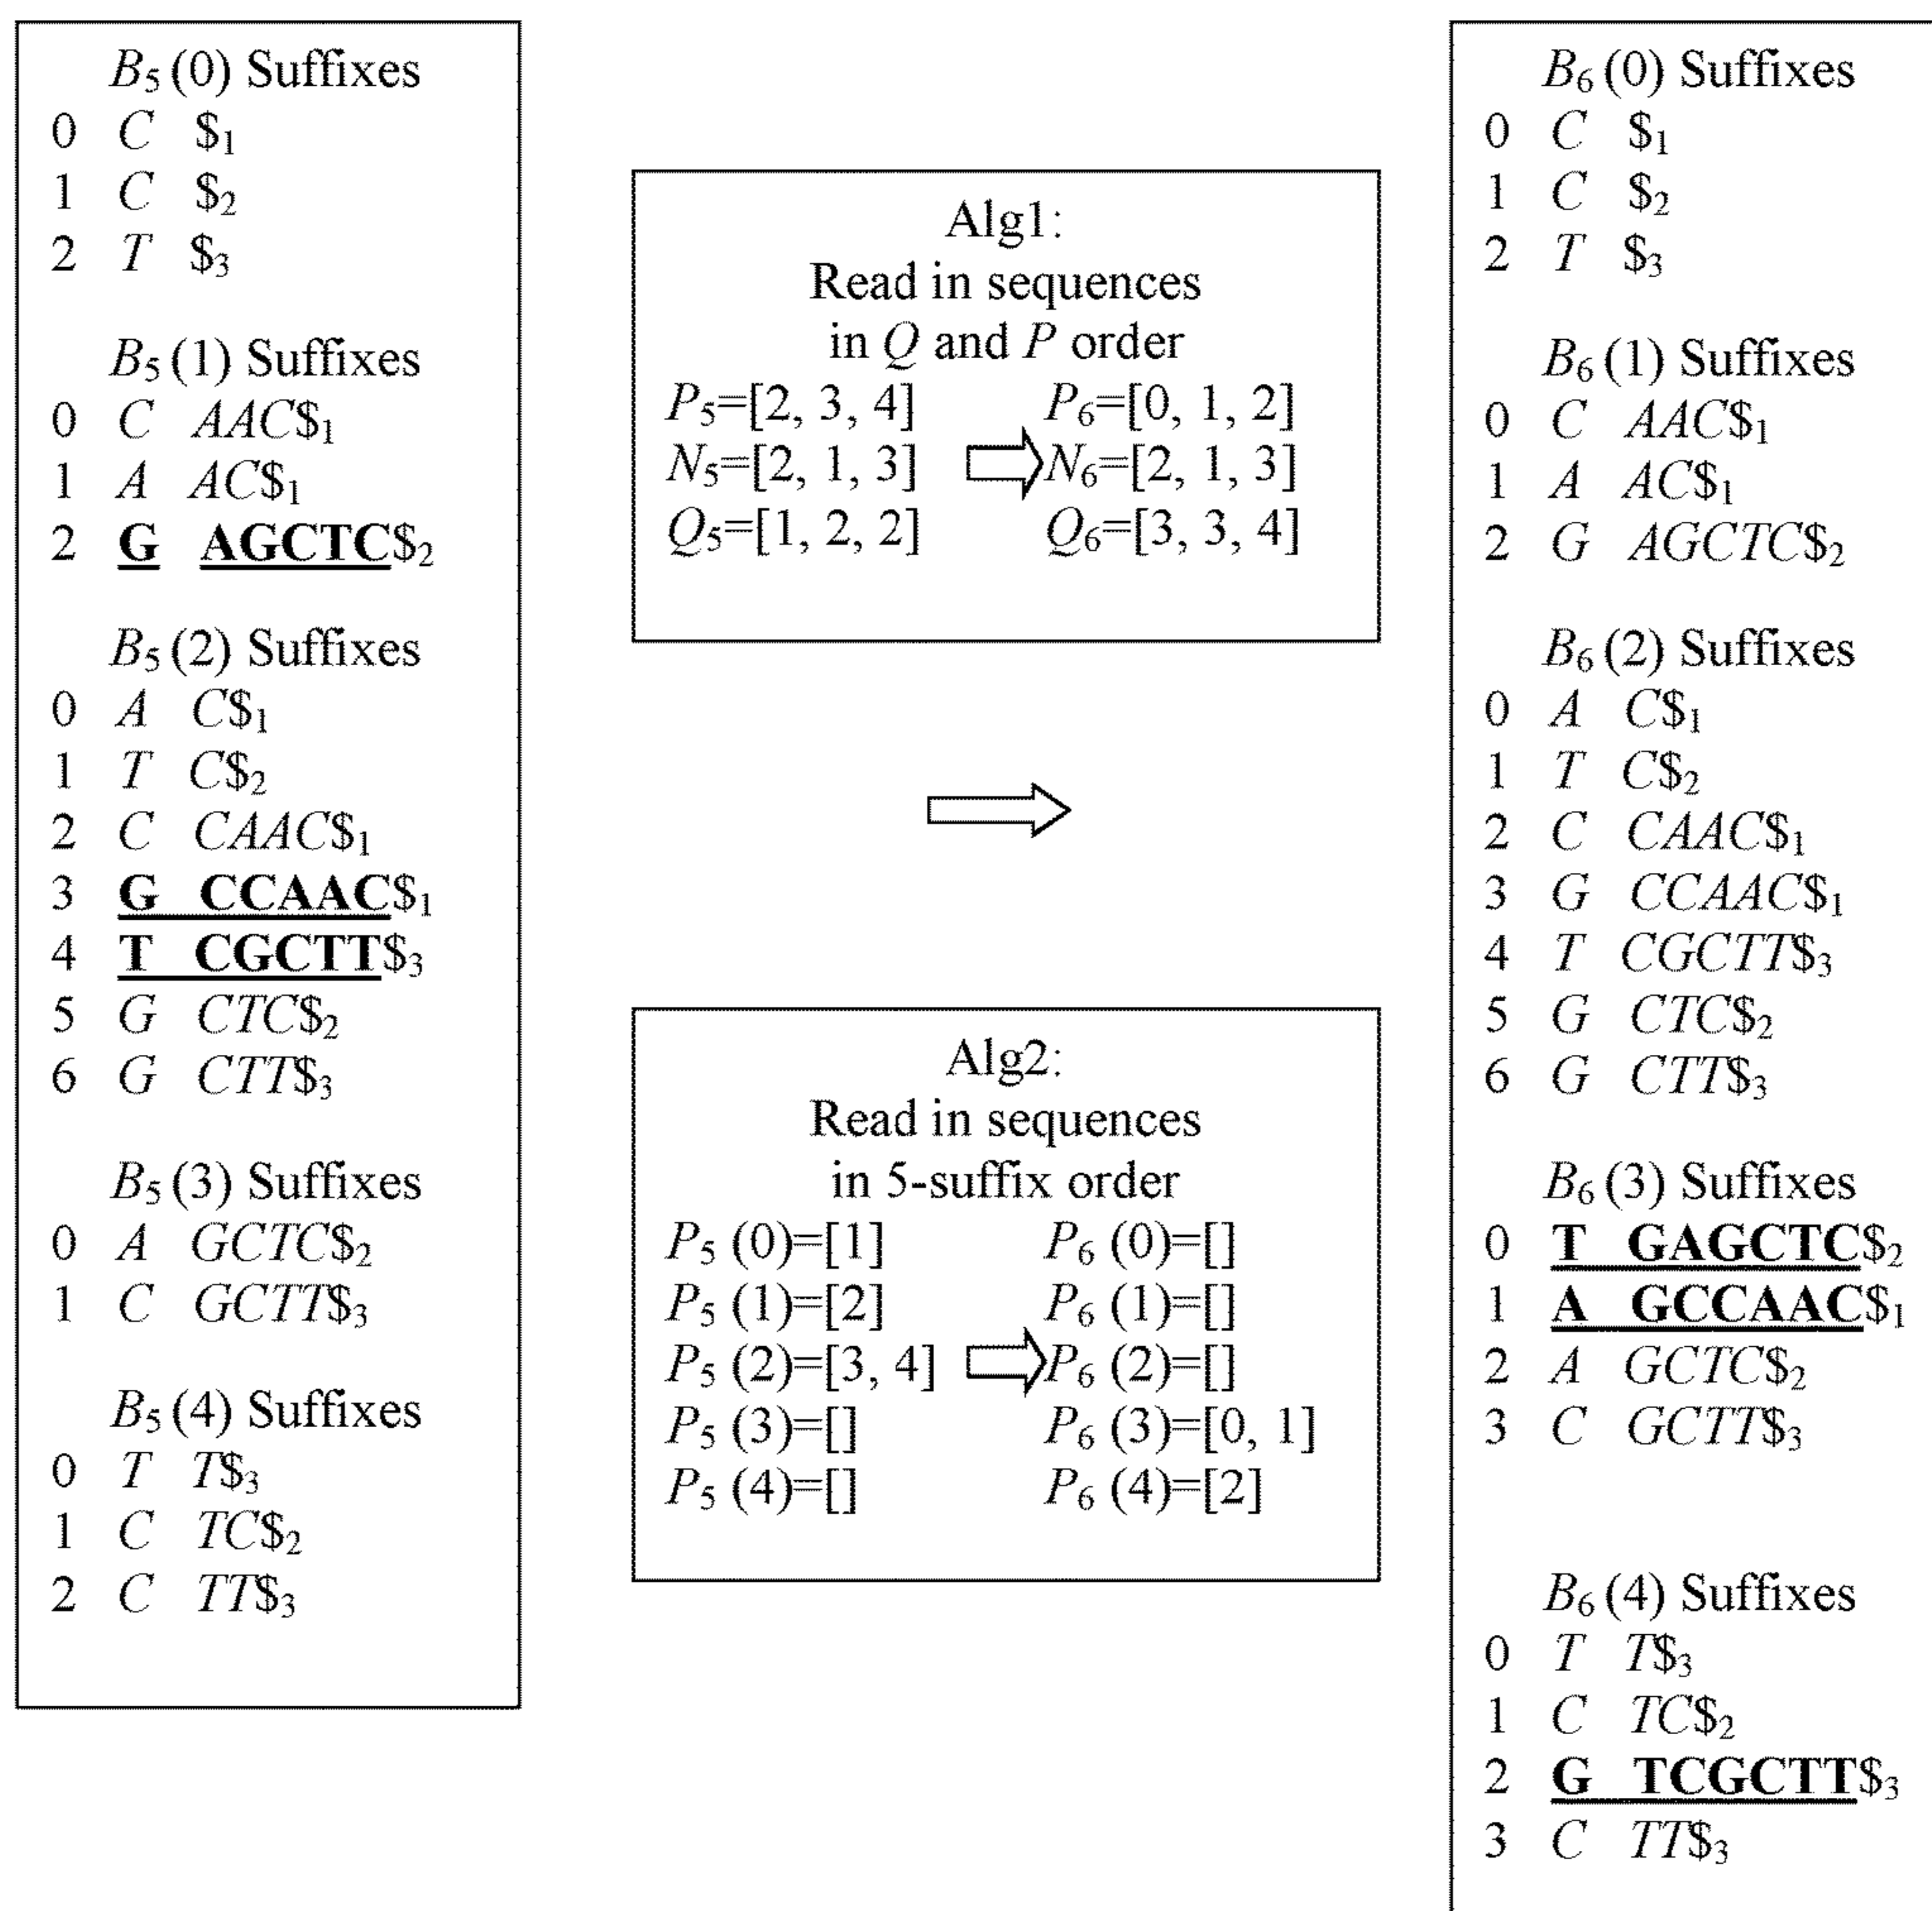 B₅ (0) Suffixes
0 C $₁
1 C $₂
2 T $₃
B₅ (1) Suffixes
0 C AAC$₁
1 A AC$₁
2 G AGCTC$₂
B₅ (2) Suffixes
0 A C$₁
1 T C$₂
2 C CAAC$₁
3 G CCAAC$₁
4 T CGCTT$₃
5 G CTC$₂
6 G CTT$₃
B₅ (3) Suffixes
0 A GCTC$₂
1 C GCTT$₃
B₅ (4) Suffixes
0 T T$₃
1 C TC$₂
2 C TT$₃
Alg1:
Read in sequences
in Q and P order
P₅=[2, 3, 4] P₆=[0, 1, 2]
N₅=[2, 1, 3] N₆=[2, 1, 3]
Q₅=[1, 2, 2] Q₆=[3, 3, 4]
Alg2:
Read in sequences
in 5-suffix order
P₅ (0)=[1] P₆ (0)=[]
P₅ (1)=[2] P₆ (1)=[]
P₅ (2)=[3, 4] P₆ (2)=[]
P₅ (3)=[] P₆ (3)=[0, 1]
P₅ (4)=[] P₆ (4)=[2]
B₆ (0) Suffixes
0 C $₁
1 C $₂
2 T $₃
B₆ (1) Suffixes
0 C AAC$₁
1 A AC$₁
2 G AGCTC$₂
B₆ (2) Suffixes
0 A C$₁
1 T C$₂
2 C CAAC$₁
3 G CCAAC$₁
4 T CGCTT$₃
5 G CTC$₂
6 G CTT$₃
B₆ (3) Suffixes
0 T GAGCTC$₂
1 A GCCAAC$₁
2 A GCTC$₂
3 C GCTT$₃
B₆ (4) Suffixes
0 T T$₃
1 C TC$₂
2 G TCGCTT$₃
3 C TT$₃